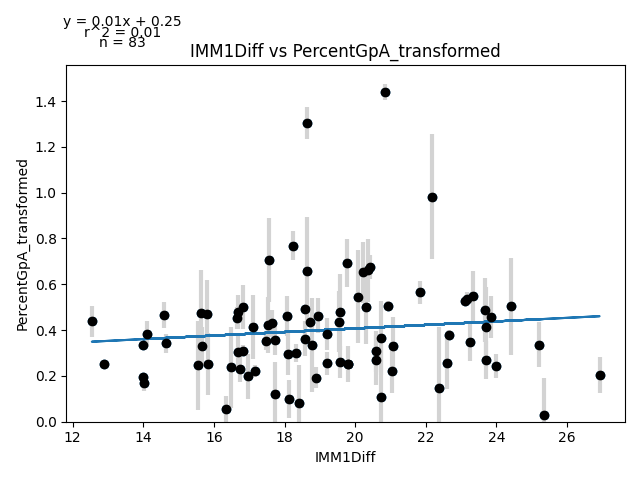 y = 0.01x + 0.25
r^2 = 0.01
n = 83
IMM1Diff vs PercentGpA_transformed
PercentGpA_transformed
1.4
1.2
1.0
0.8
0.6
0.4
0.2
0.0
12 14 16 18 20 22 24 26
IMM1Diff